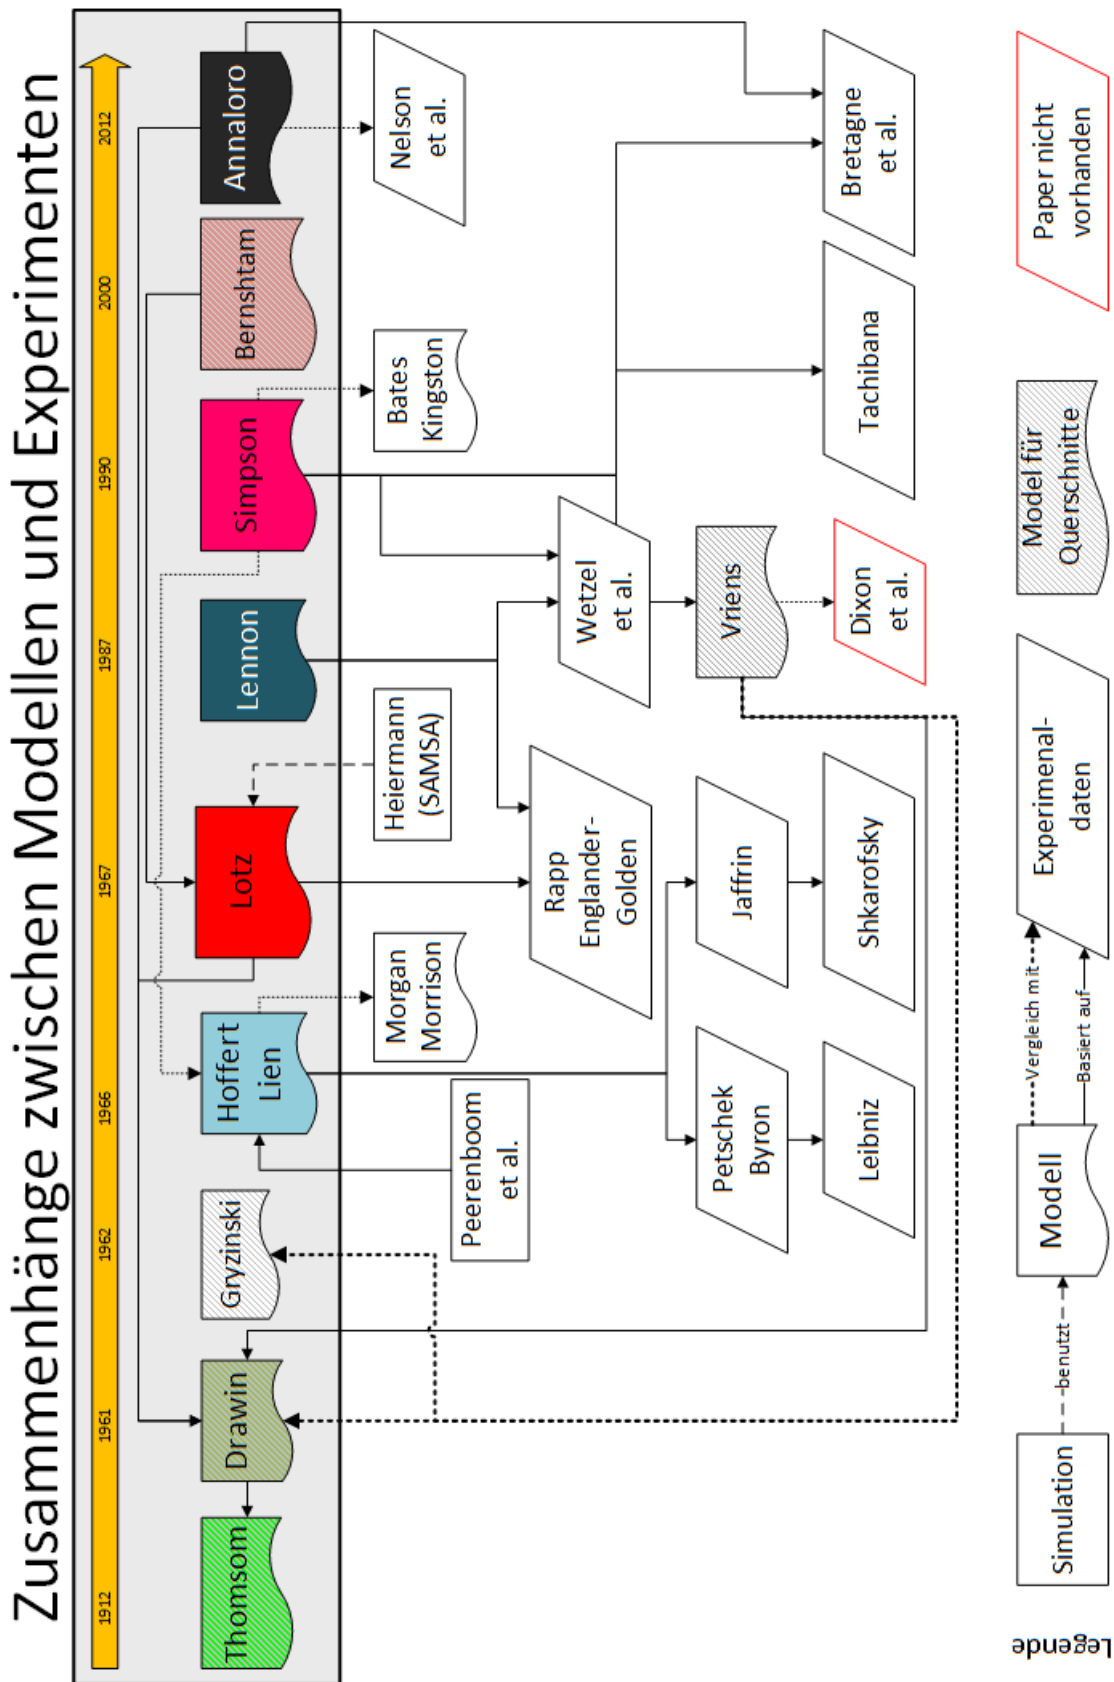 Zusammenhänge zwischen Modellen und Experimenten
1912
1961
1962
1966
1967
1987
1990
2000
2012
Thomsom
Drawin
Gryzinski
Hoffert
Lien
Lotz
Lennon
Simpson
Bernshtam
Annaloro
Peerenboom
et al.
Morgan
Morrison
Heiermann
(SAMSA)
Bates
Kingston
Nelson
et al.
Rapp
Englander-
Golden
Wetzel
et al.
Petschek
Byron
Jaffrin
Vriens
Leibniz
Shkarofsky
Dixon
et al.
Tachibana
Bretagne
et al.
Legende
Simulation
benutzt
Modell
Vergleich mit
Basiert auf
Experimenal-
daten
Model für
Querschnitte
Paper nicht
vorhanden